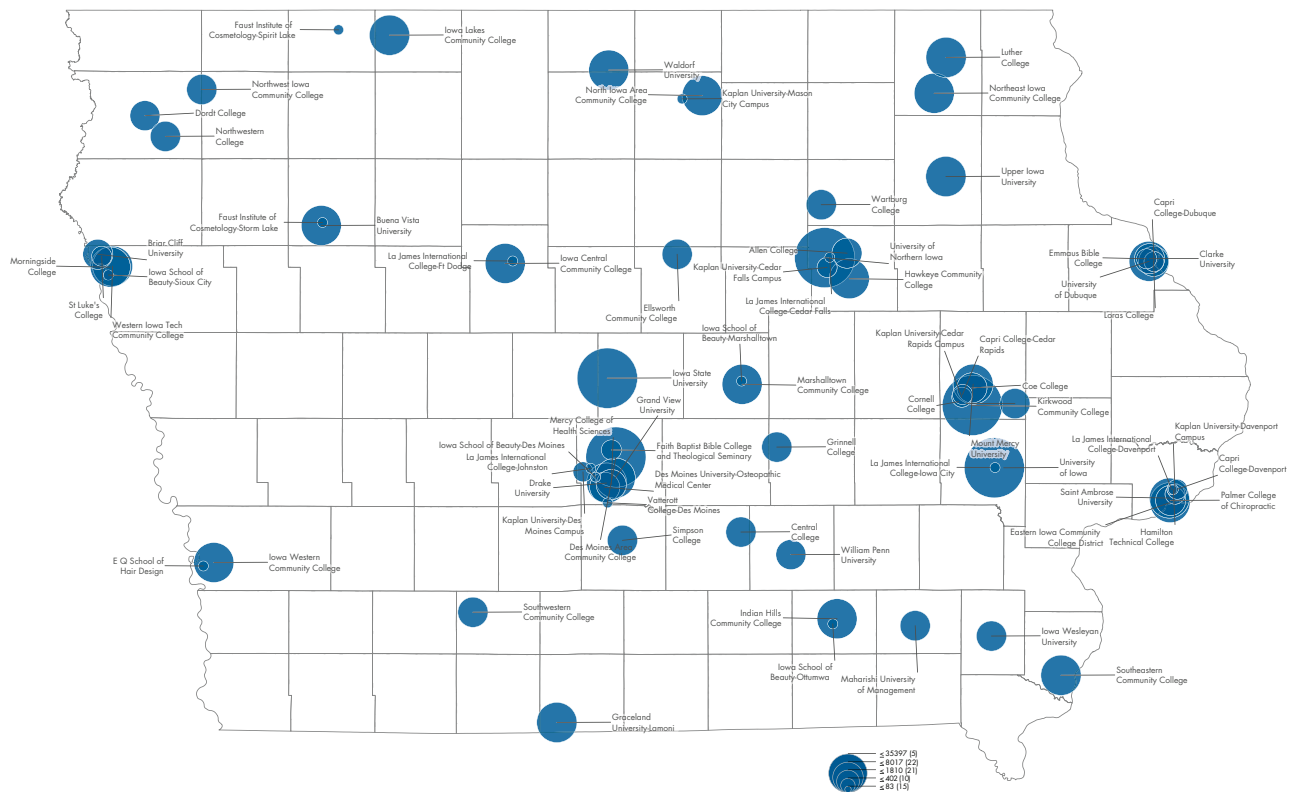 Faust Institute of
Cosmetology-Spirit Lake
Iowa Lakes
Community College
Waldorf
University
Luther
College
Northwest Iowa
Community College
North Iowa Area
Community College
Kaplan University-Mason
City Campus
Northeast Iowa
Community College
Dordt College
Northwestern
College
Upper Iowa
University
Wartburg
College
Capri
College-Dubuque
Faust Institute of
Cosmetology-Storm Lake
Buena Vista
University
Briar Cliff
University
Morningside
College
Iowa School of
Beauty-Sioux City
St Luke's
College
Western Iowa Tech
Community College
La James International
College-Ft Dodge
Iowa Central
Community College
Ellsworth
Community College
Allen College
University of
Northern Iowa
Kaplan University-Cedar
Falls Campus
Hawkeye Community
College
La James International
College-Cedar Falls
Emmaus Bible
College
Clarke
University
University
of Dubuque
Loras College
Iowa School of
Beauty-Marshalltown
Kaplan University-Cedar
Rapids Campus
Capri College-Cedar
Rapids
Iowa State
University
Marshalltown
Community College
Coe College
Cornell
College
Kirkwood
Community College
Grand View
University
Mercy College of
Health Sciences
Iowa School of Beauty-Des Moines
La James International
College-Johnston
Faith Baptist Bible College
and Theological Seminary
Drake
University
Des Moines University-Osteopathic
Medical Center
Vatterott
College-Des Moines
Kaplan University-Des
Moines Campus
Des Moines Area
Community College
Simpson
College
Grinnell
College
Mount Mercy
University
La James International
College-Iowa City
University
of Iowa
Kaplan University-Davenport
Campus
La James International
College-Davenport
Capri
College-Davenport
Saint Ambrose
University
Palmer College
of Chiropractic
Eastern Iowa Community
College District
Hamilton
Technical College
Central
College
William Penn
University
E Q School of
Hair Design
Iowa Western
Community College
Southwestern
Community College
Indian Hills
Community College
Iowa School of
Beauty-Ottumwa
Maharishi University
of Management
Iowa Wesleyan
University
Southeastern
Community College
Graceland
University-Lamoni
≤ 35397 (5)
≤ 8017 (22)
≤ 1810 (21)
≤ 402 (10)
≤ 83 (15)